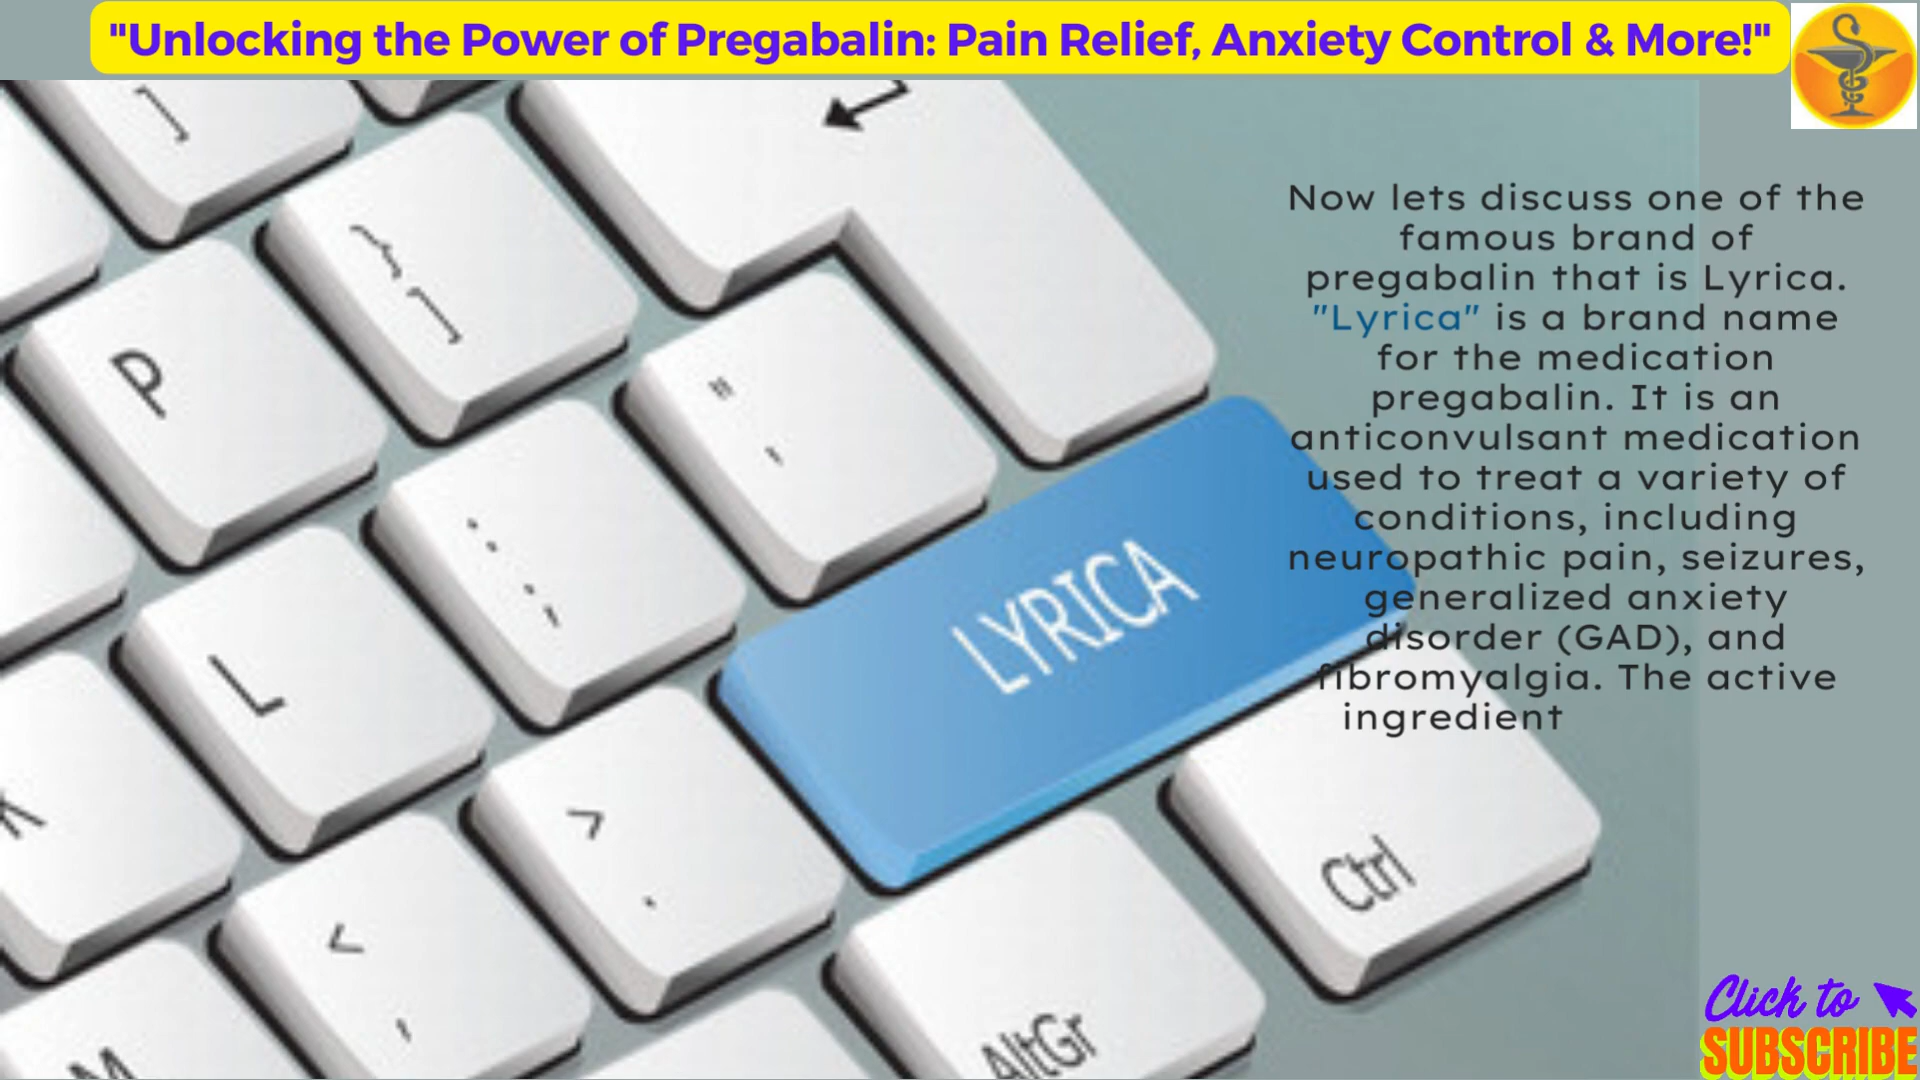 "Unlocking the Power of Pregabalin: Pain Relief, Anxiety Control & More!"
Now lets discuss one of the
famous brand of
pregabalin that is Lyrica.
"Lyrica" is a brand name
for the medication
pregabalin. It is an
anticonvulsant medication
used to treat a variety of
conditions, including
neuropathic pain, seizures,
generalized anxiety
disorder (GAD), and
fibromyalgia. The active
ingredient
]
}
]
P
"
L
:
;
LYRICA
K
>
.
<
,
Ctrl
M
AltGr
Click to
SUBSCRIBE